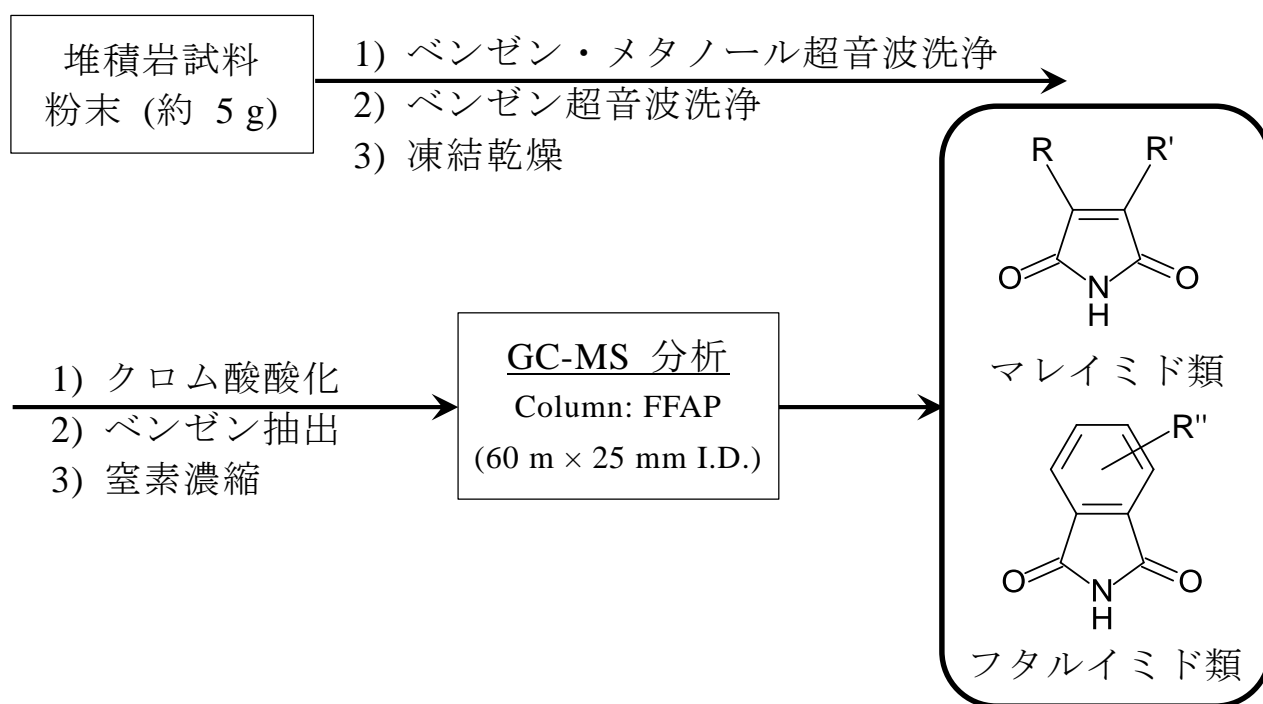 堆積岩試料
粉末 (約 5 g)
1) ベンゼン・メタノール超音波洗浄
2) ベンゼン超音波洗浄
3) 凍結乾燥
1) クロム酸酸化
2) ベンゼン抽出
3) 窒素濃縮
GC-MS 分析
Column: FFAP
(60 m × 25 mm I.D.)
R R'
O O
N
H
マレイミド類
R''
O O
N
H
フタルイミド類